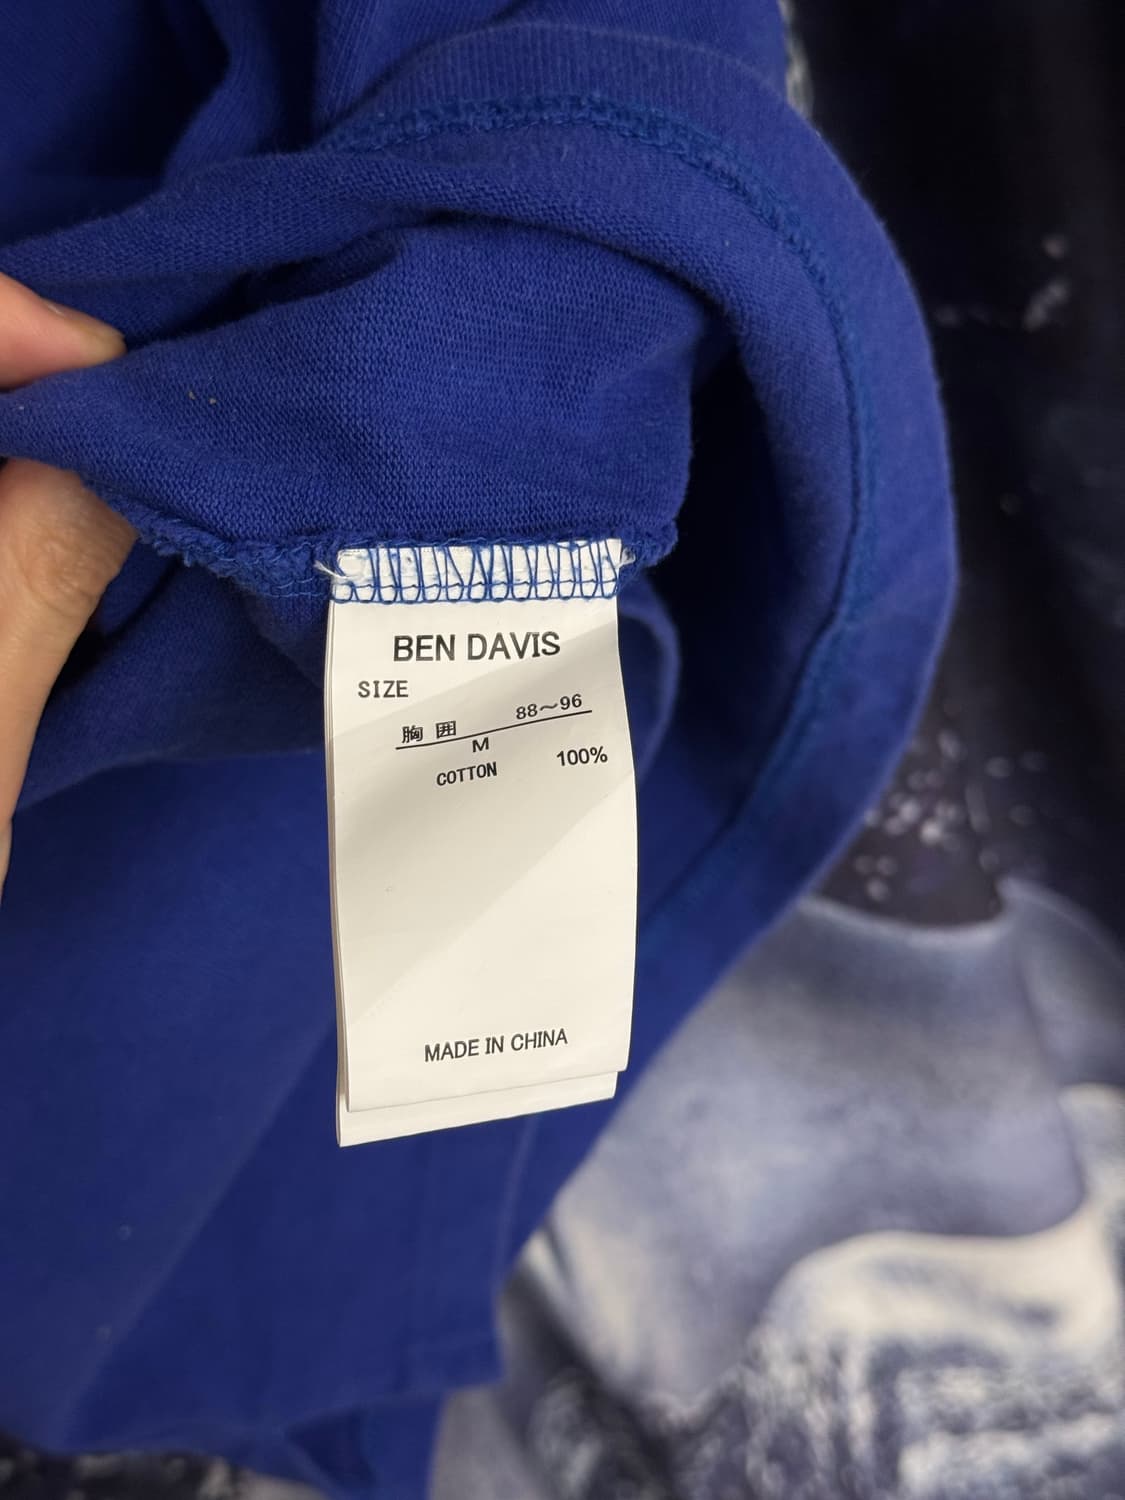 BEN DAVIS
SIZE
胸囲 88～96
M
COTTON 100%
MADE IN CHINA